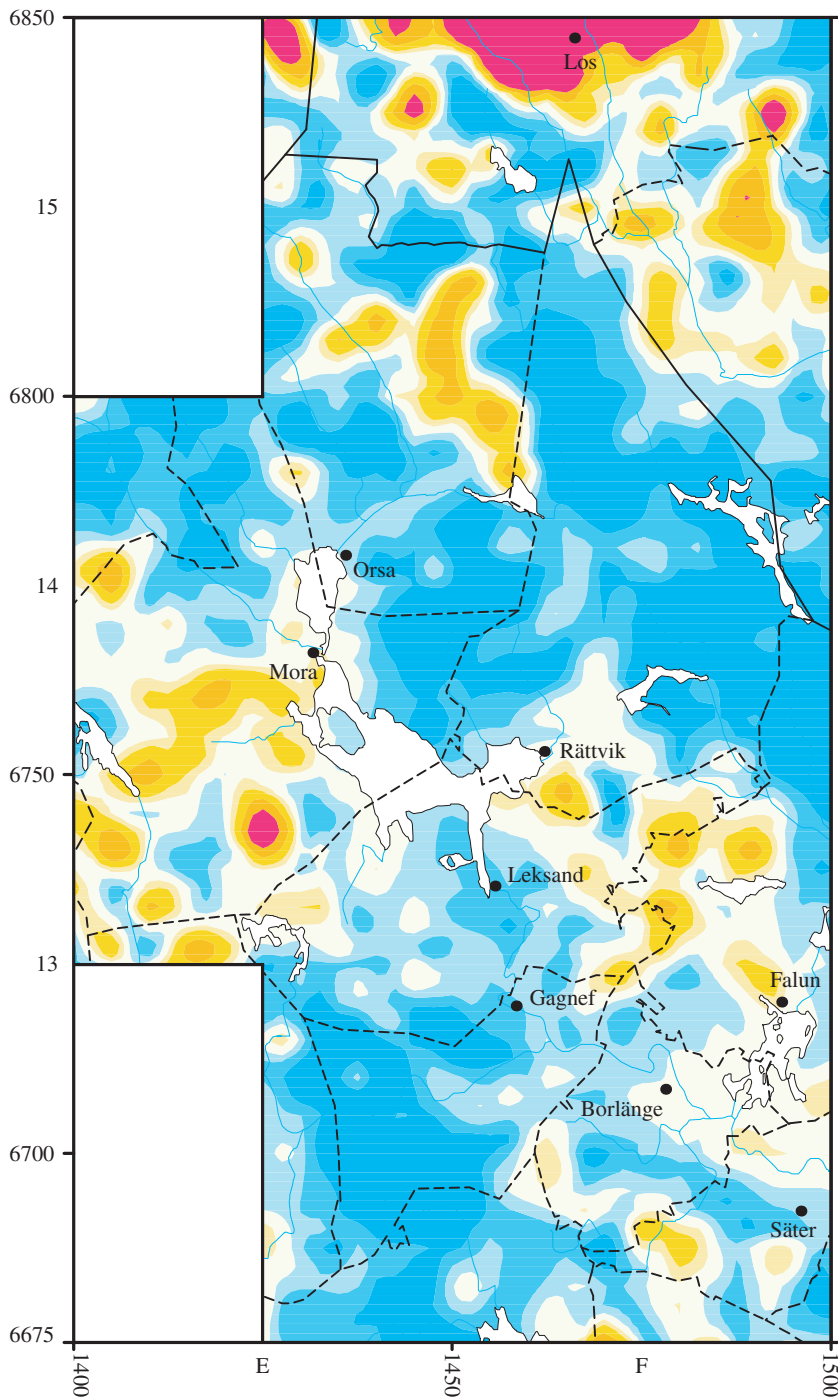 6850
Los
15
6800
Orsa
14
Mora
Rättvik
6750
Leksand
13
Falun
Gagnef
Borlänge
6700
Säter
6675
1400
E
1450
F
1500